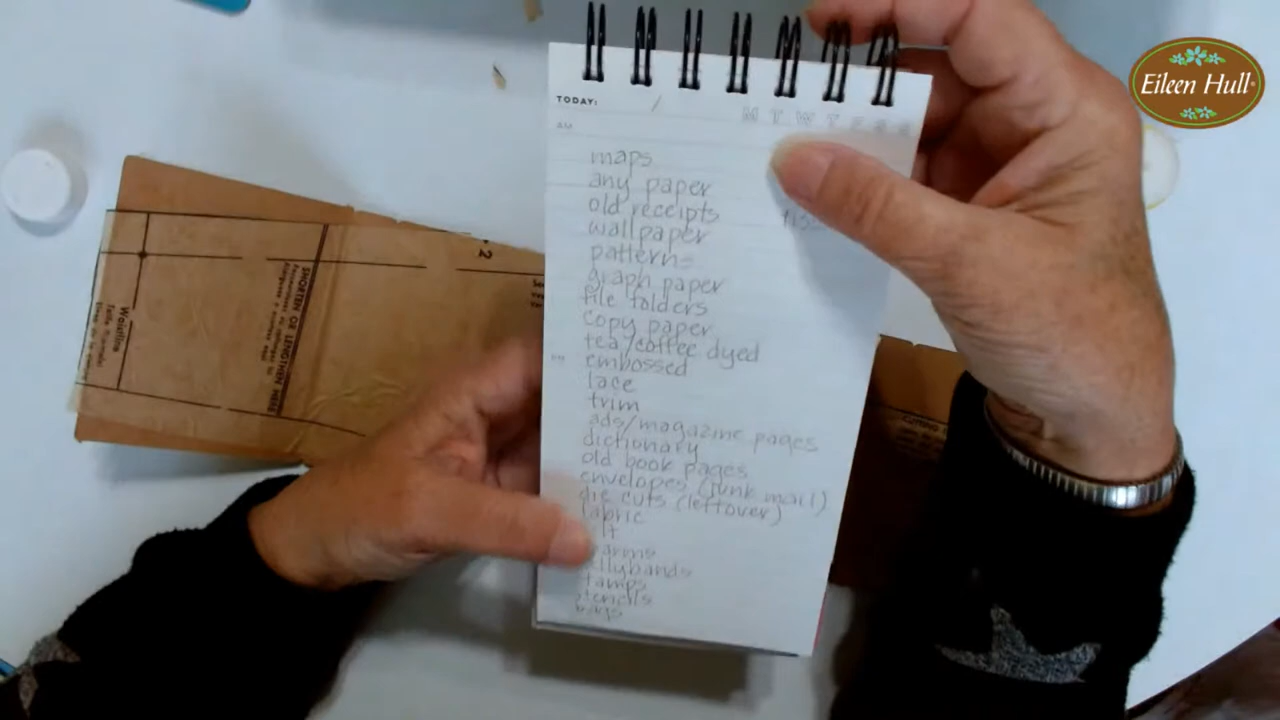 Eileen Hull
TODAY:
M T W T F S S
maps
any paper
old receipts
wallpaper
pattern
graph paper
file folders
copy paper
tea/coffee dyed
embossed
lace
trim
ads/magazine pages
dictionary
old book pages
envelopes (junk mail)
die cuts (leftover)
fabric
stencils
bags
2
SHORTEN OR LENGTHEN HERE
Waistline